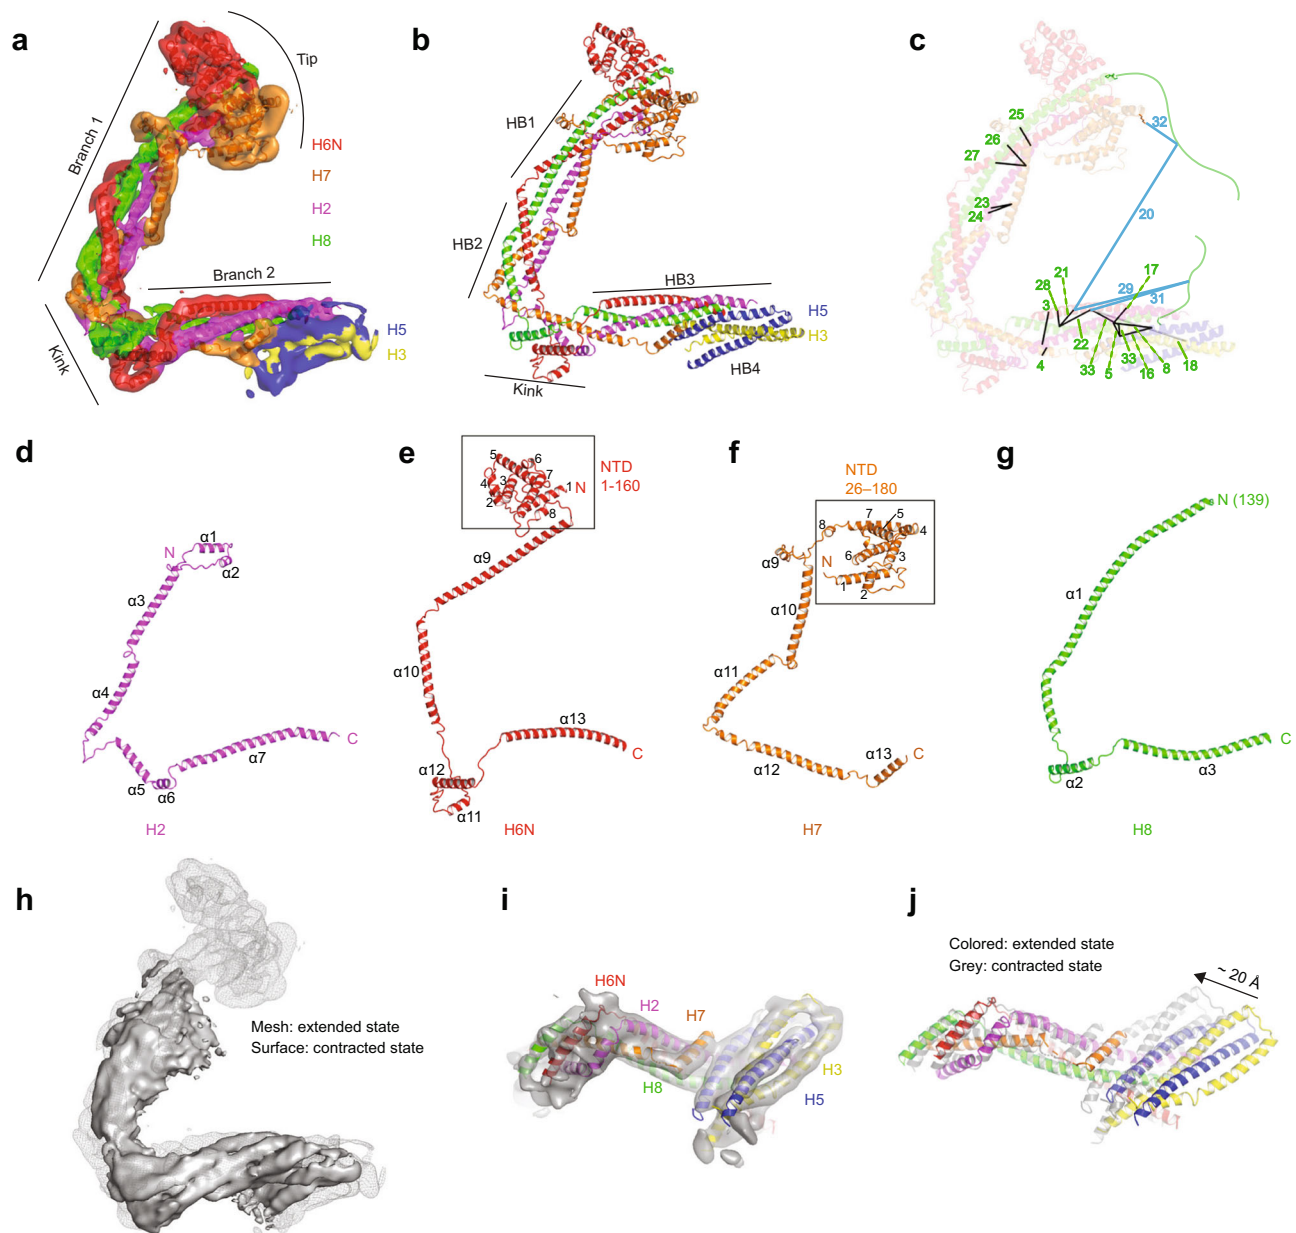 a
Branch 1
Tip
H6N
H7
H2
H8
Branch 2
Kink
H5
H3
b
HB1
HB2
HB3
H5
H3
HB4
Kink
c
25
26
27
23
24
32
20
28
21
17
3
29
31
4
22
33
5
33
16
8
18
d
N
α1
α2
α3
α4
α5
α6
α7
C
H2
e
5
6
4
3
7
1
N
2
8
NTD
1-160
α9
α10
α13
α12
α11
C
H6N
f
NTD
26–180
7
5
8
4
6
3
N
1
2
α9
α10
α11
α12
α13
C
H7
g
N (139)
α1
α2
α3
C
H8
h
Mesh: extended state
Surface: contracted state
i
H6N
H2
H7
H8
H3
H5
j
Colored: extended state
Grey: contracted state
~ 20 Å